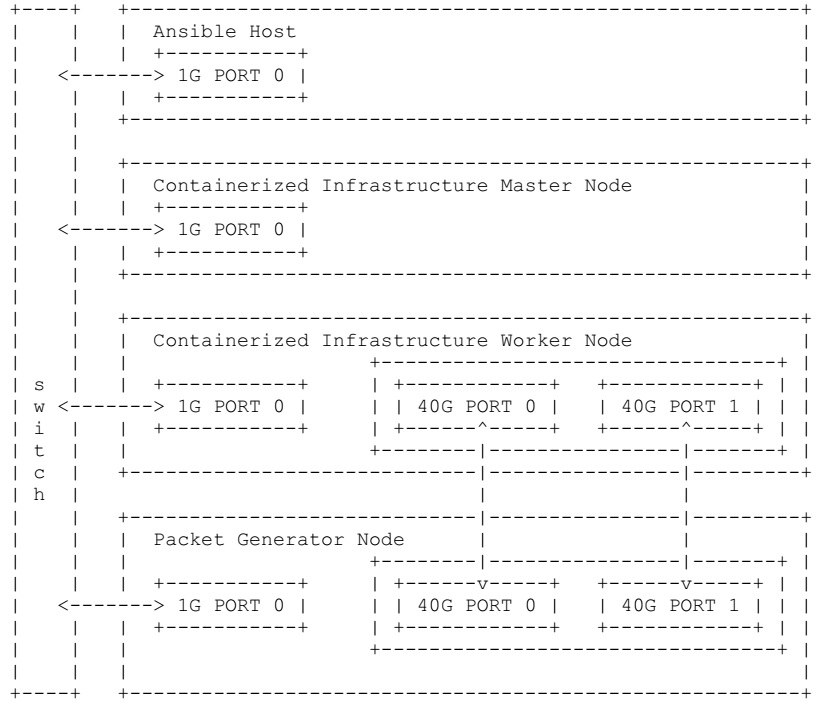 Ansible Host
1G PORT 0
Containerized Infrastructure Master Node
1G PORT 0
Containerized Infrastructure Worker Node
switch
1G PORT 0
40G PORT 0
40G PORT 1
Packet Generator Node
1G PORT 0
40G PORT 0
40G PORT 1